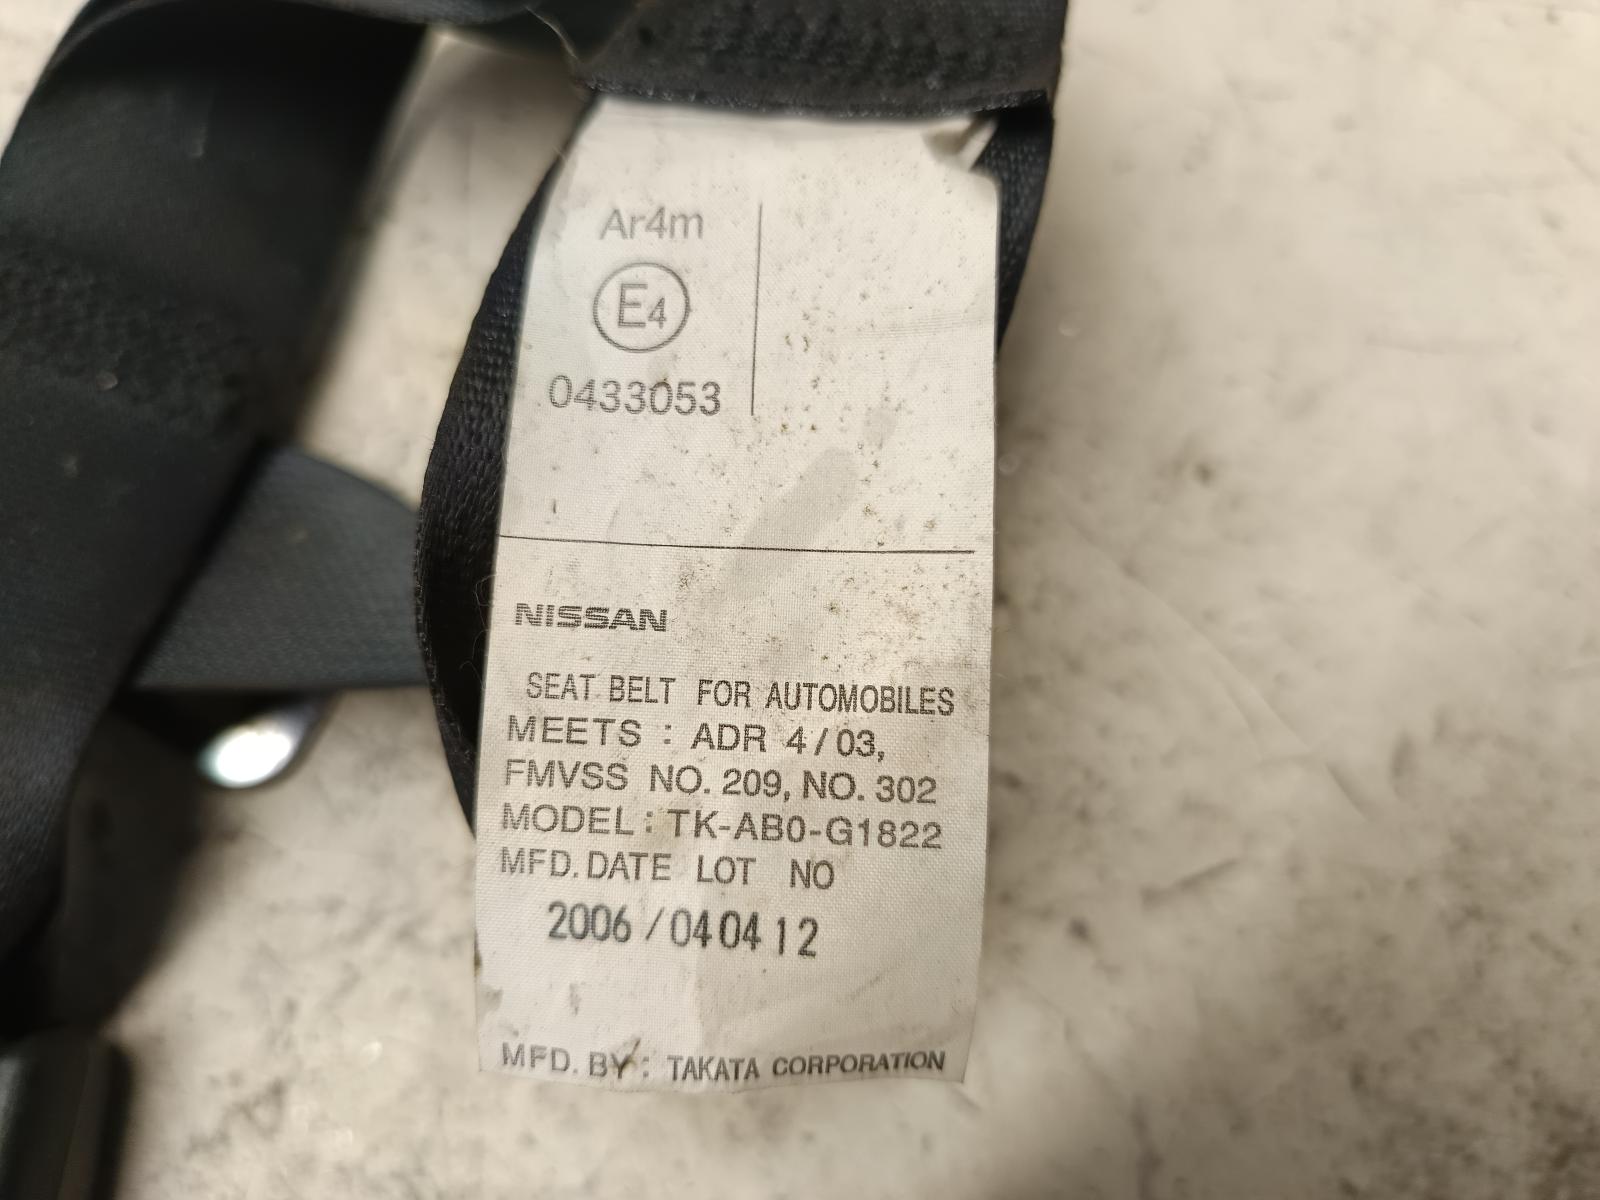 Ar4m
E4
0433053
NISSAN
SEAT BELT FOR AUTOMOBILES
MEETS : ADR 4/03,
FMVSS NO. 209, NO. 302
MODEL : TK-AB0-G1822
MFD. DATE LOT NO
2006/040412
MFD. BY : TAKATA CORPORATION